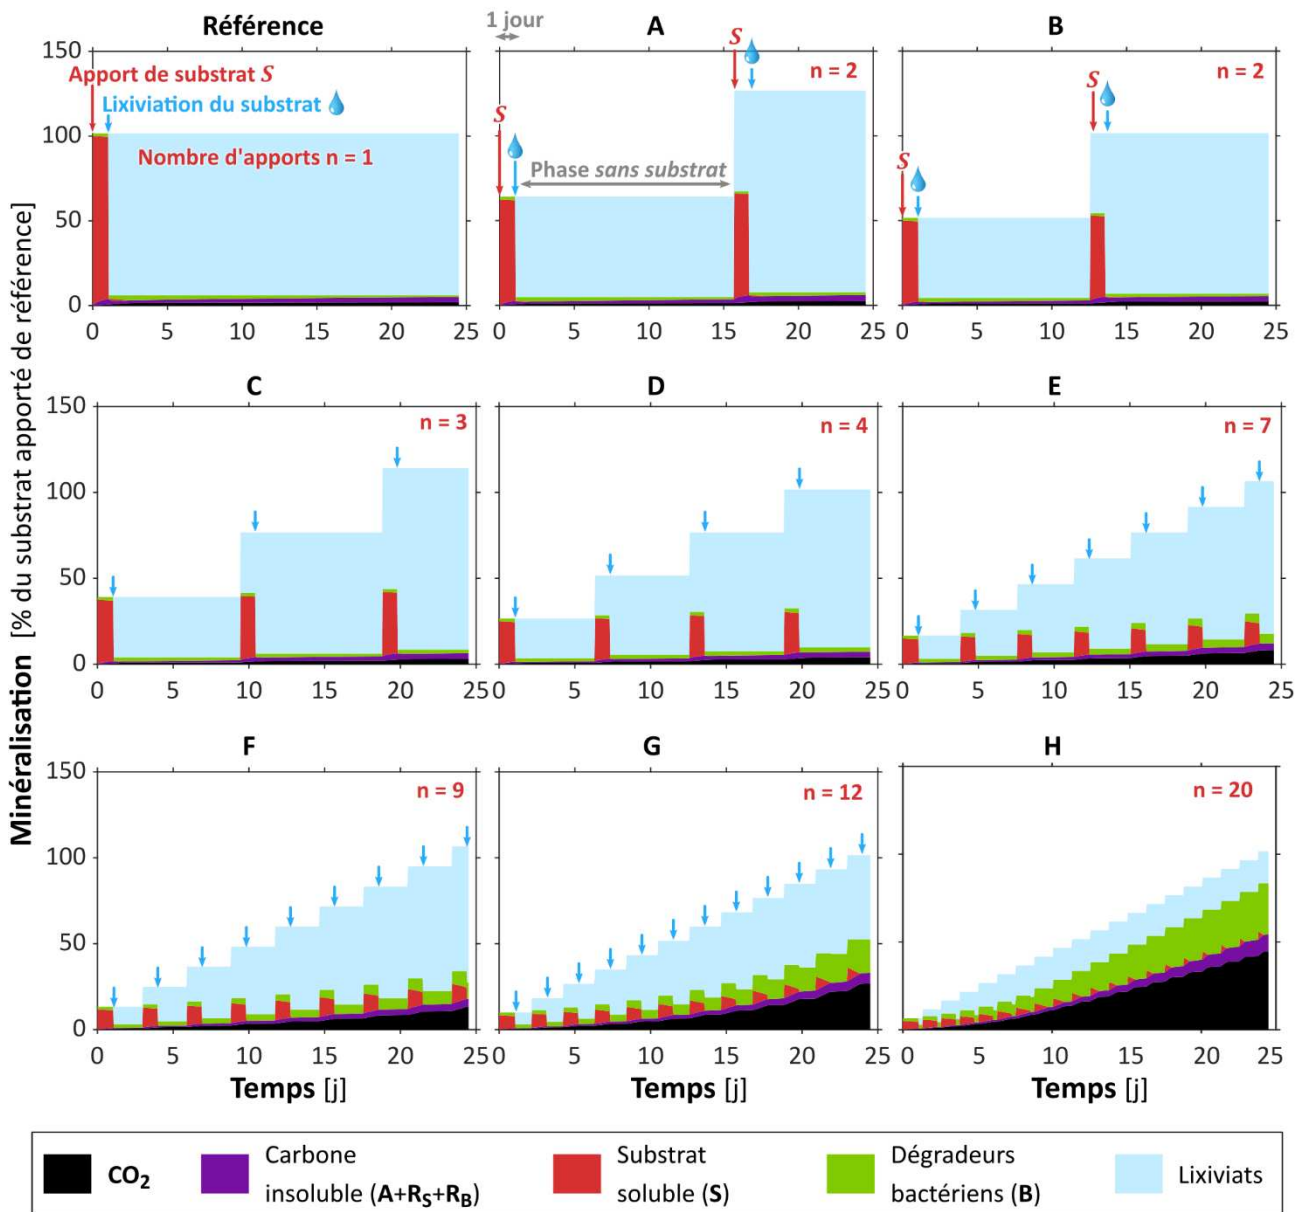 Référence
A
B
1 jour
150
100
50
0
Apport de substrat S
Lixiviation du substrat
Nombre d'apports n = 1
S
S
n = 2
Phase sans substrat
S
S
n = 2
0 5 10 15 20 25
0 5 10 15 20 25
0 5 10 15 20 25
Minéralisation [% du substrat apporté de référence]
C
D
E
150
100
50
0
n = 3
n = 4
n = 7
0 5 10 15 20 25
0 5 10 15 20 25
0 5 10 15 20 25
F
G
H
150
100
50
0
n = 9
n = 12
n = 20
0 5 10 15 20 25
0 5 10 15 20 25
0 5 10 15 20 25
Temps [j]
Temps [j]
Temps [j]
CO2
Carbone
insoluble (A+RS+RB)
Substrat
soluble (S)
Dégradeurs
bactériens (B)
Lixiviats